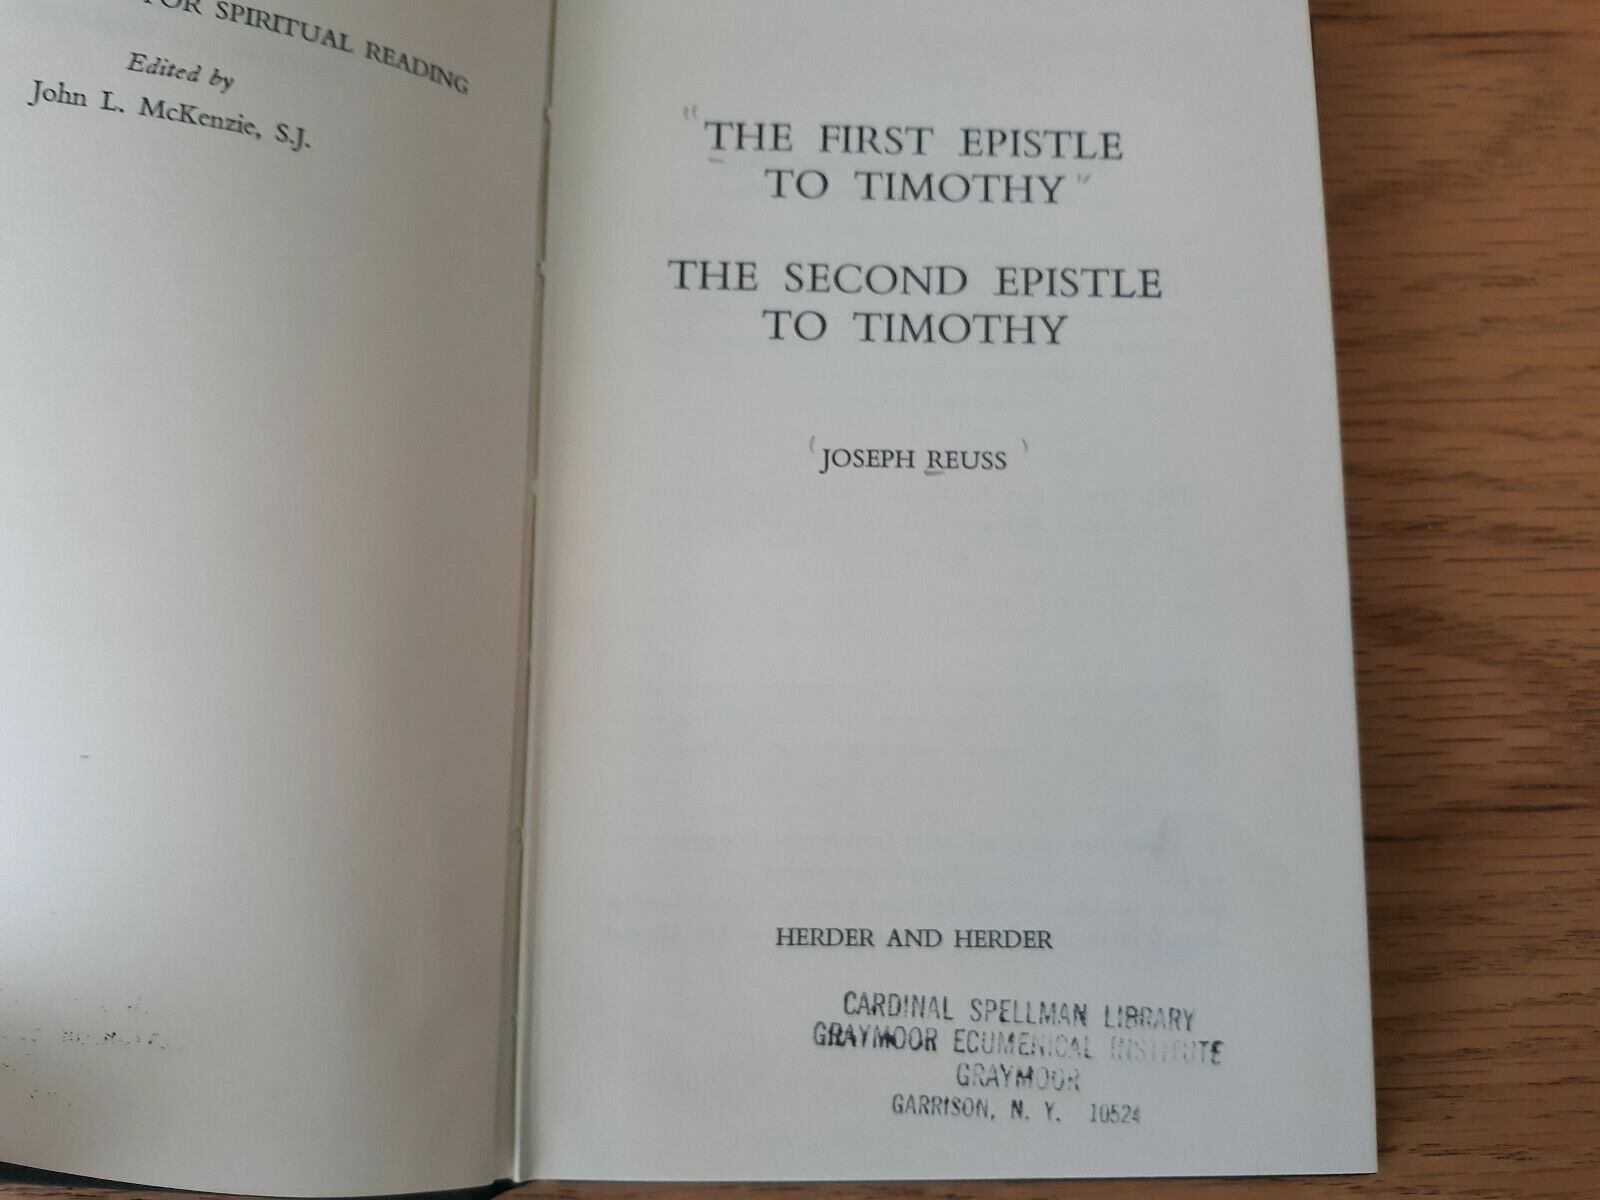 FOR SPIRITUAL READING
Edited by
John L. McKenzie, S.J.
"THE FIRST EPISTLE
TO TIMOTHY"
THE SECOND EPISTLE
TO TIMOTHY
(JOSEPH REUSS)
HERDER AND HERDER
CARDINAL SPELLMAN LIBRARY
GRAYMOOR ECUMENICAL INSTITUTE
GRAYMOOR
GARRISON, N. Y. 10524